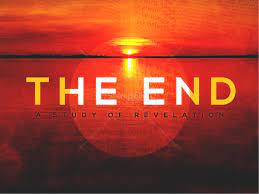 THE END
A STUDY OF REVELATION